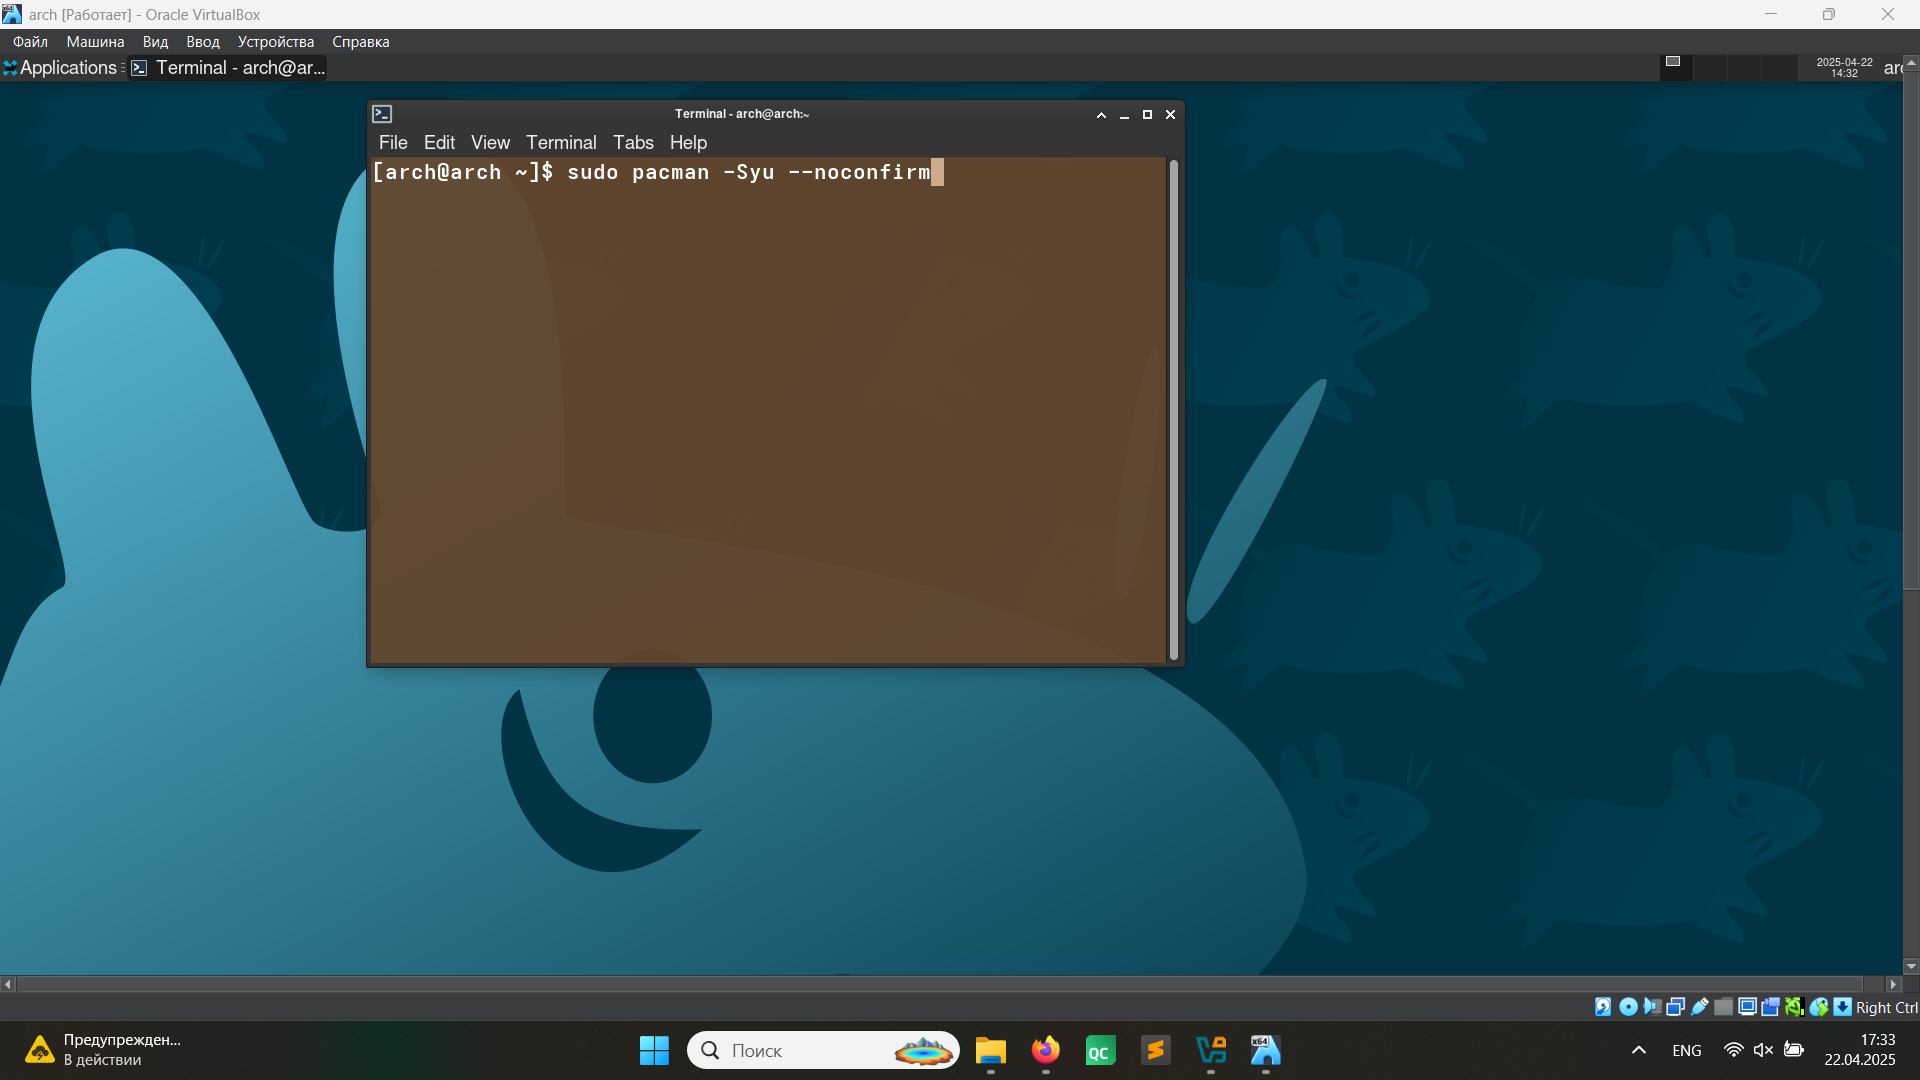 arch [Работает] - Oracle VirtualBox
Файл Машина Вид Ввод Устройства Справка
Applications Terminal - arch@ar... 2025-04-22 14:32 arc
Terminal - arch@arch:~
File Edit View Terminal Tabs Help
[arch@arch ~]$ sudo pacman -Syu --noconfirm
Right Ctrl
Предупрежден...
В действии
Поиск
QC
x64
ENG
17:33
22.04.2025